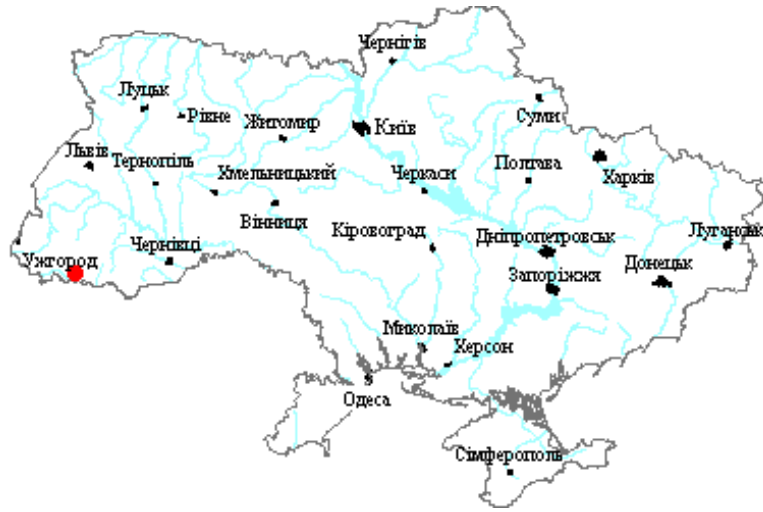 Чернігів
Луцьк
Рівне
Житомир
Київ
Суми
Львів
Тернопіль
Хмельницький
Черкаси
Полтава
Харків
Вінниця
Кіровоград
Дніпропетровськ
Луганськ
Ужгород
Чернівці
Запоріжжя
Донецьк
Миколаїв
Херсон
Одеса
Сімферополь